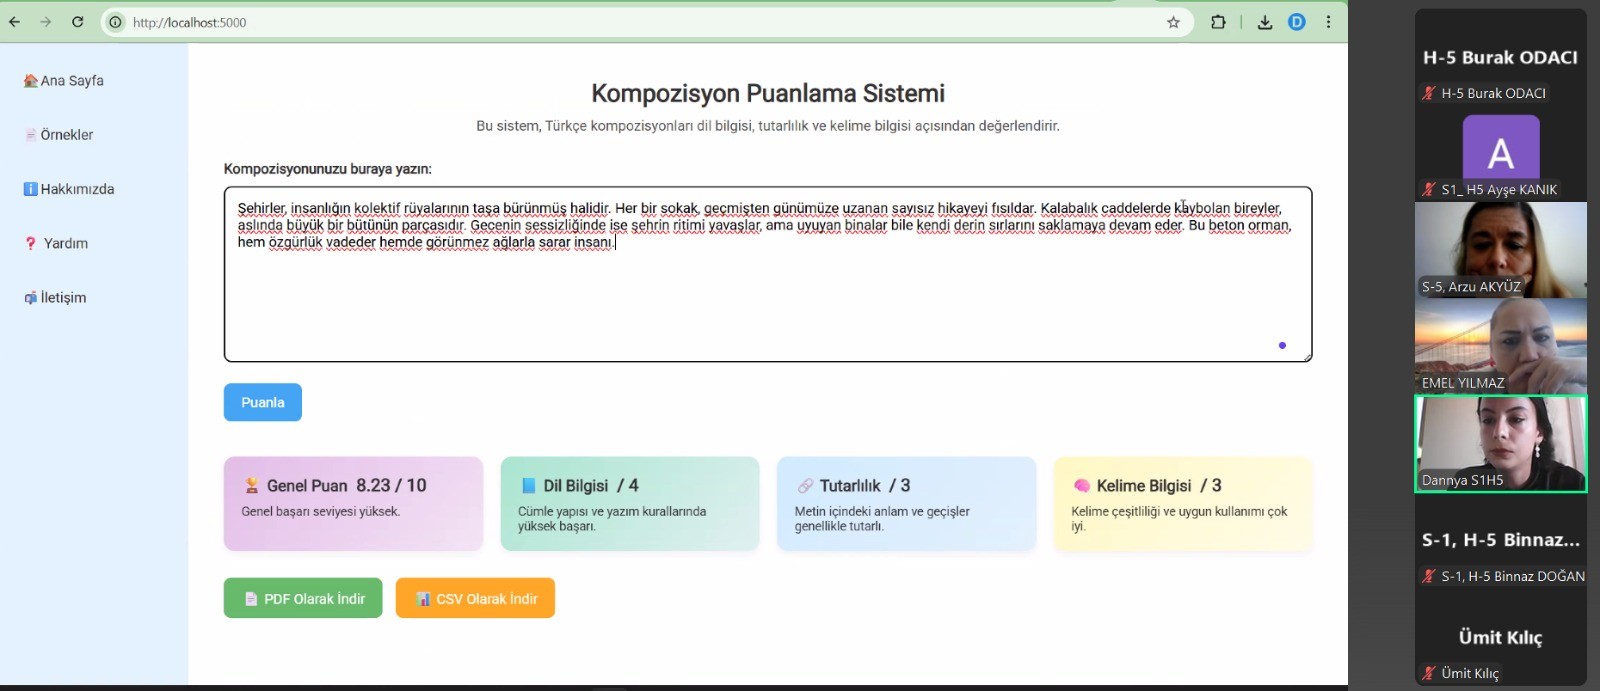 http://localhost:5000
D
Ana Sayfa
Örnekler
Hakkımızda
Yardım
İletişim
Kompozisyon Puanlama Sistemi
Bu sistem, Türkçe kompozisyonları dil bilgisi, tutarlılık ve kelime bilgisi açısından değerlendirir.
Kompozisyonunuzu buraya yazın:
Şehirler, insanlığın kolektif rüyalarının taşa bürünmüş halidir. Her bir sokak, geçmişten günümüze uzanan sayısız hikayeyi fısıldar. Kalabalık caddelerde kaybolan bireyler,
aslında büyük bir bütünün parçasıdır. Gecenin sessizliğinde ise şehrin ritimi yavaşlar, ama uyuyan binalar bile kendi derin sırlarını saklamaya devam eder. Bu beton orman,
hem özgürlük vadeder hemde görünmez ağlarla sarar insanı.
Puanla
Genel Puan 8.23 / 10
Genel başarı seviyesi yüksek.
Dil Bilgisi / 4
Cümle yapısı ve yazım kurallarında
yüksek başarı.
Tutarlılık / 3
Metin içindeki anlam ve geçişler
genellikle tutarlı.
Kelime Bilgisi / 3
Kelime çeşitliliği ve uygun kullanımı çok
iyi.
PDF Olarak İndir
CSV Olarak İndir
H-5 Burak ODACI
H-5 Burak ODACI
A
S1_ H5 Ayşe KANIK
S-5, Arzu AKYÜZ
EMEL YILMAZ
Dannya S1H5
S-1, H-5 Binnaz...
S-1, H-5 Binnaz DOĞAN
Ümit Kılıç
Ümit Kılıç